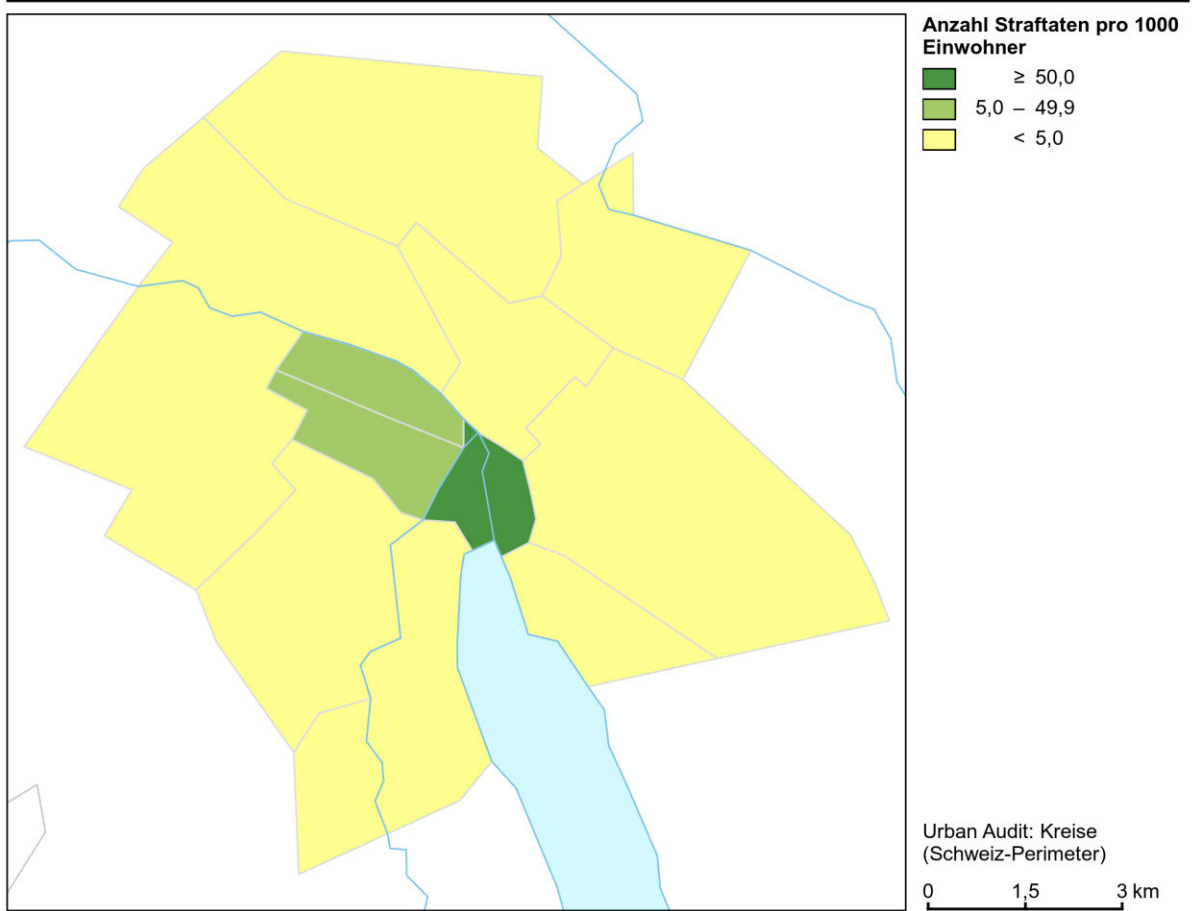 Anzahl Straftaten pro 1000
Einwohner
≥ 50,0
5,0 – 49,9
< 5,0
Urban Audit: Kreise
(Schweiz-Perimeter)
0 1,5 3 km